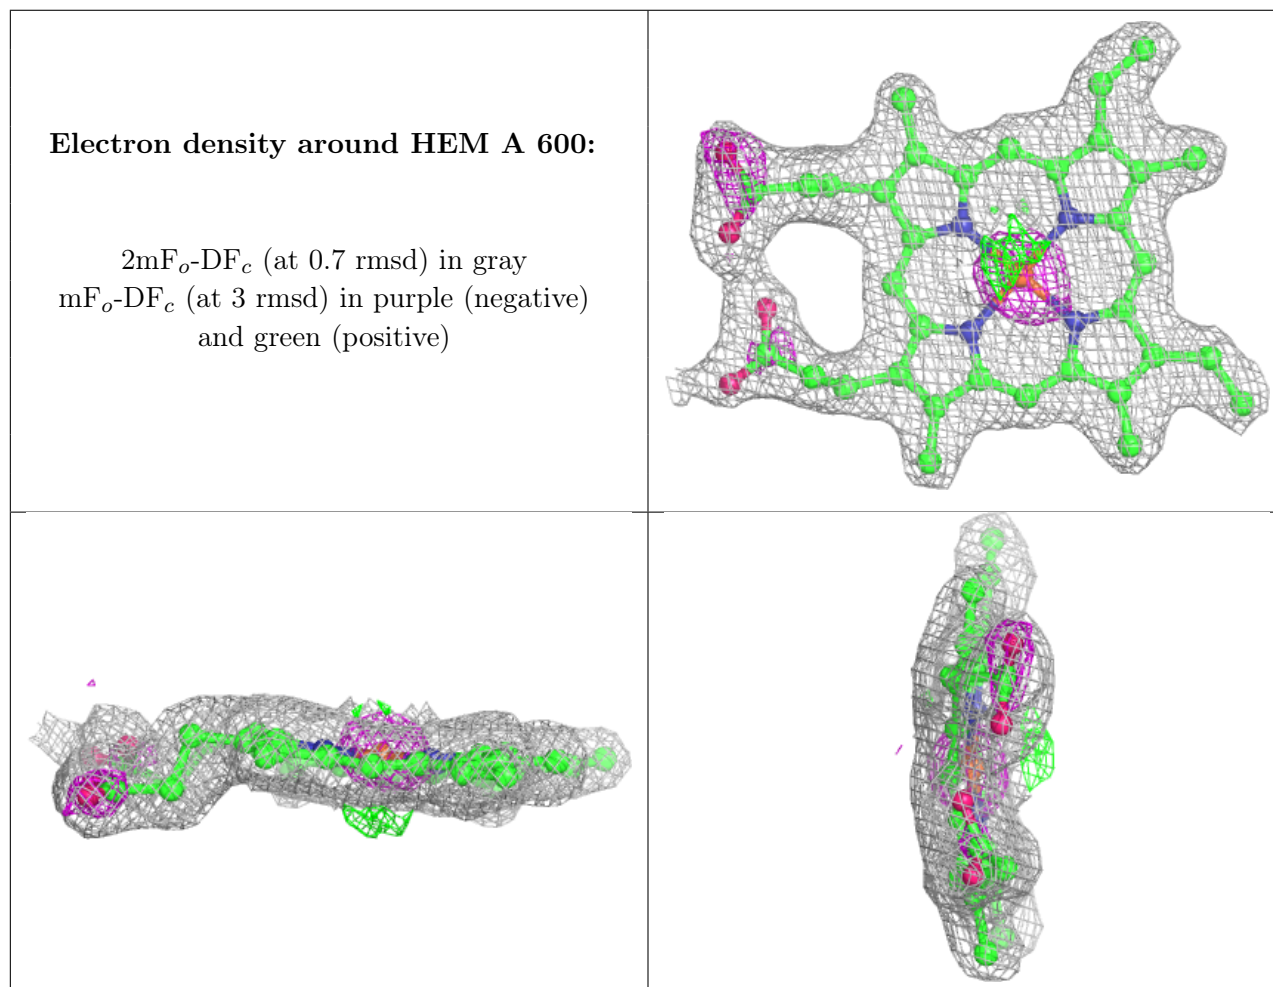 Electron density around HEM A 600:
2mFo-DFc (at 0.7 rmsd) in gray
mFo-DFc (at 3 rmsd) in purple (negative)
and green (positive)